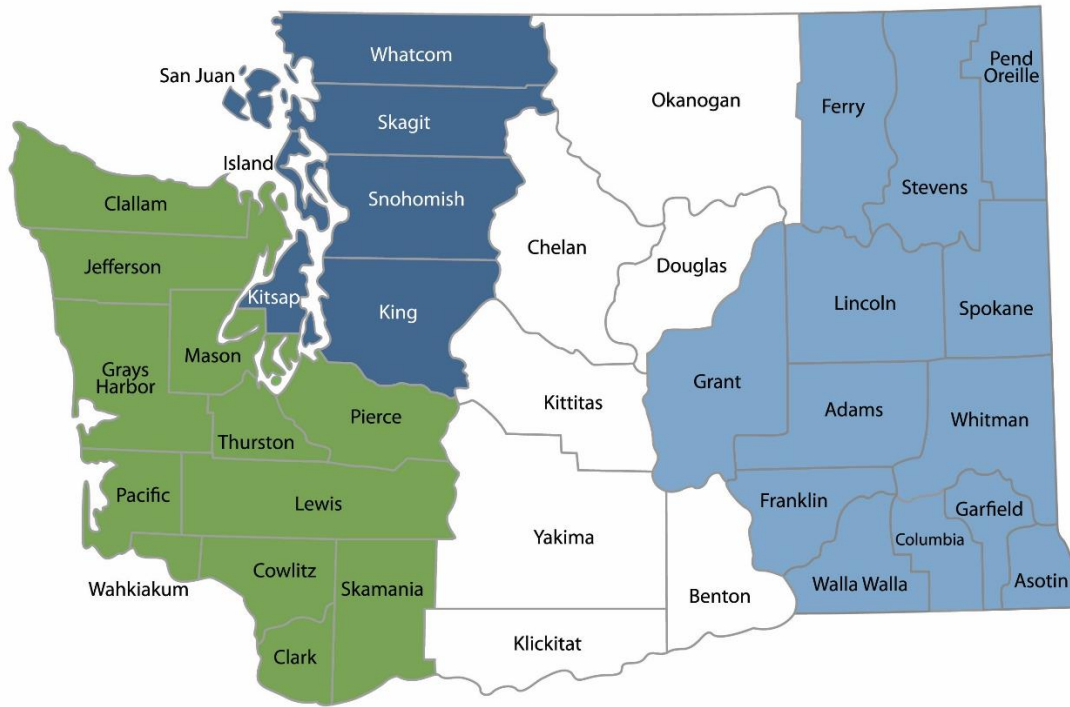 Whatcom
San Juan
Pend
Oreille
Okanogan
Ferry
Skagit
Island
Stevens
Snohomish
Clallam
Chelan
Jefferson
Douglas
Kitsap
Lincoln
Spokane
King
Mason
Grays
Harbor
Grant
Kittitas
Adams
Pierce
Whitman
Thurston
Pacific
Lewis
Franklin
Garfield
Yakima
Columbia
Cowlitz
Skamania
Wahkiakum
Walla Walla
Asotin
Benton
Klickitat
Clark